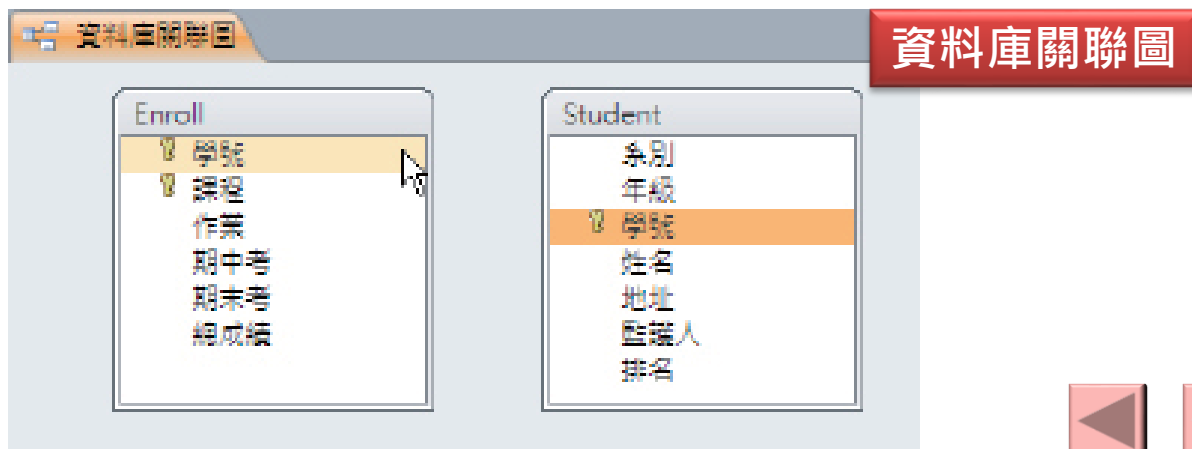 資料庫關聯圖
資料庫關聯圖
Enroll
學號
課程
作業
期中考
期末考
總成績
Student
系別
年級
學號
姓名
地址
監護人
排名